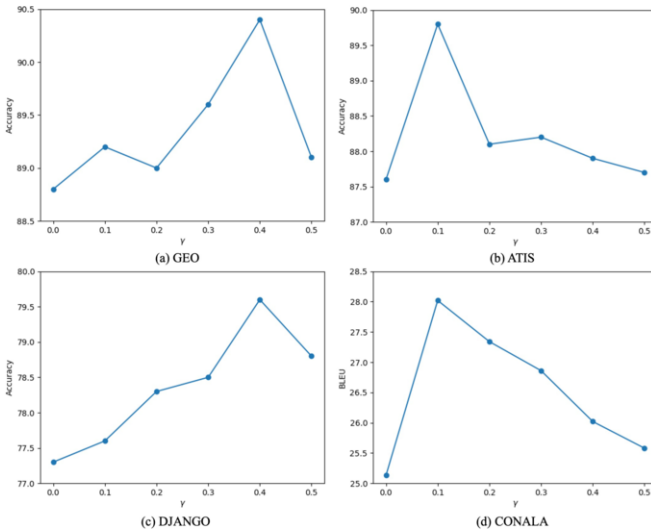 90.5
90.0
89.5
89.0
88.5
Accuracy
0.0 0.1 0.2 0.3 0.4 0.5
γ
(a) GEO
90.0
89.5
89.0
88.5
88.0
87.5
87.0
Accuracy
0.0 0.1 0.2 0.3 0.4 0.5
γ
(b) ATIS
80.0
79.5
79.0
78.5
78.0
77.5
77.0
Accuracy
0.0 0.1 0.2 0.3 0.4 0.5
γ
(c) DJANGO
28.5
28.0
27.5
27.0
26.5
26.0
25.5
25.0
BLEU
0.0 0.1 0.2 0.3 0.4 0.5
γ
(d) CONALA